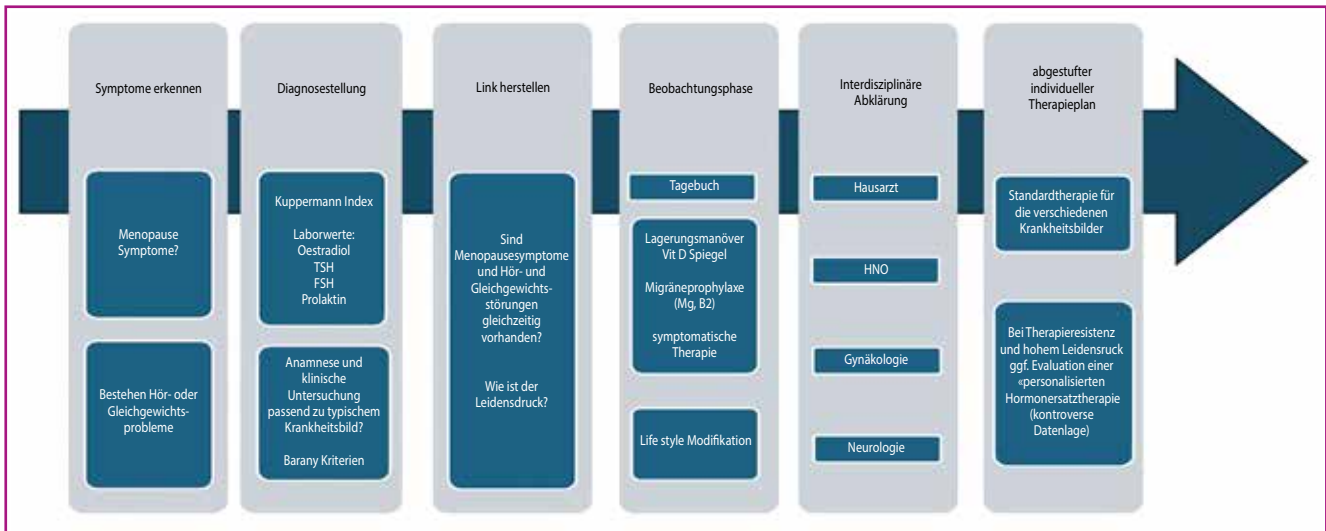 Symptome erkennen
Menopause
Symptome?
Bestehen Hör- oder
Gleichgewichts-
probleme
Diagnosestellung
Kuppermann Index
Laborwerte:
Oestradiol
TSH
FSH
Prolaktin
Anamnese und
klinische
Untersuchung
passend zu typischem
Krankheitsbild?
Barany Kriterien
Link herstellen
Sind
Menopausesymptome
und Hör- und
Gleichgewichts-
störungen
gleichzeitig
vorhanden?
Wie ist der
Leidensdruck?
Beobachtungsphase
Tagebuch
Lagerungsmanöver
Vit D Spiegel
Migräneprophylaxe
(Mg, B2)
symptomatische
Therapie
Life style Modifikation
Interdisziplinäre
Abklärung
Hausarzt
HNO
Gynäkologie
Neurologie
abgestufter
individueller
Therapieplan
Standardtherapie für
die verschiedenen
Krankheitsbilder
Bei Therapieresistenz
und hohem Leidensruck
ggf. Evaluation einer
«personalisierten
Hormonersatztherapie
(kontroverse
Datenlage)